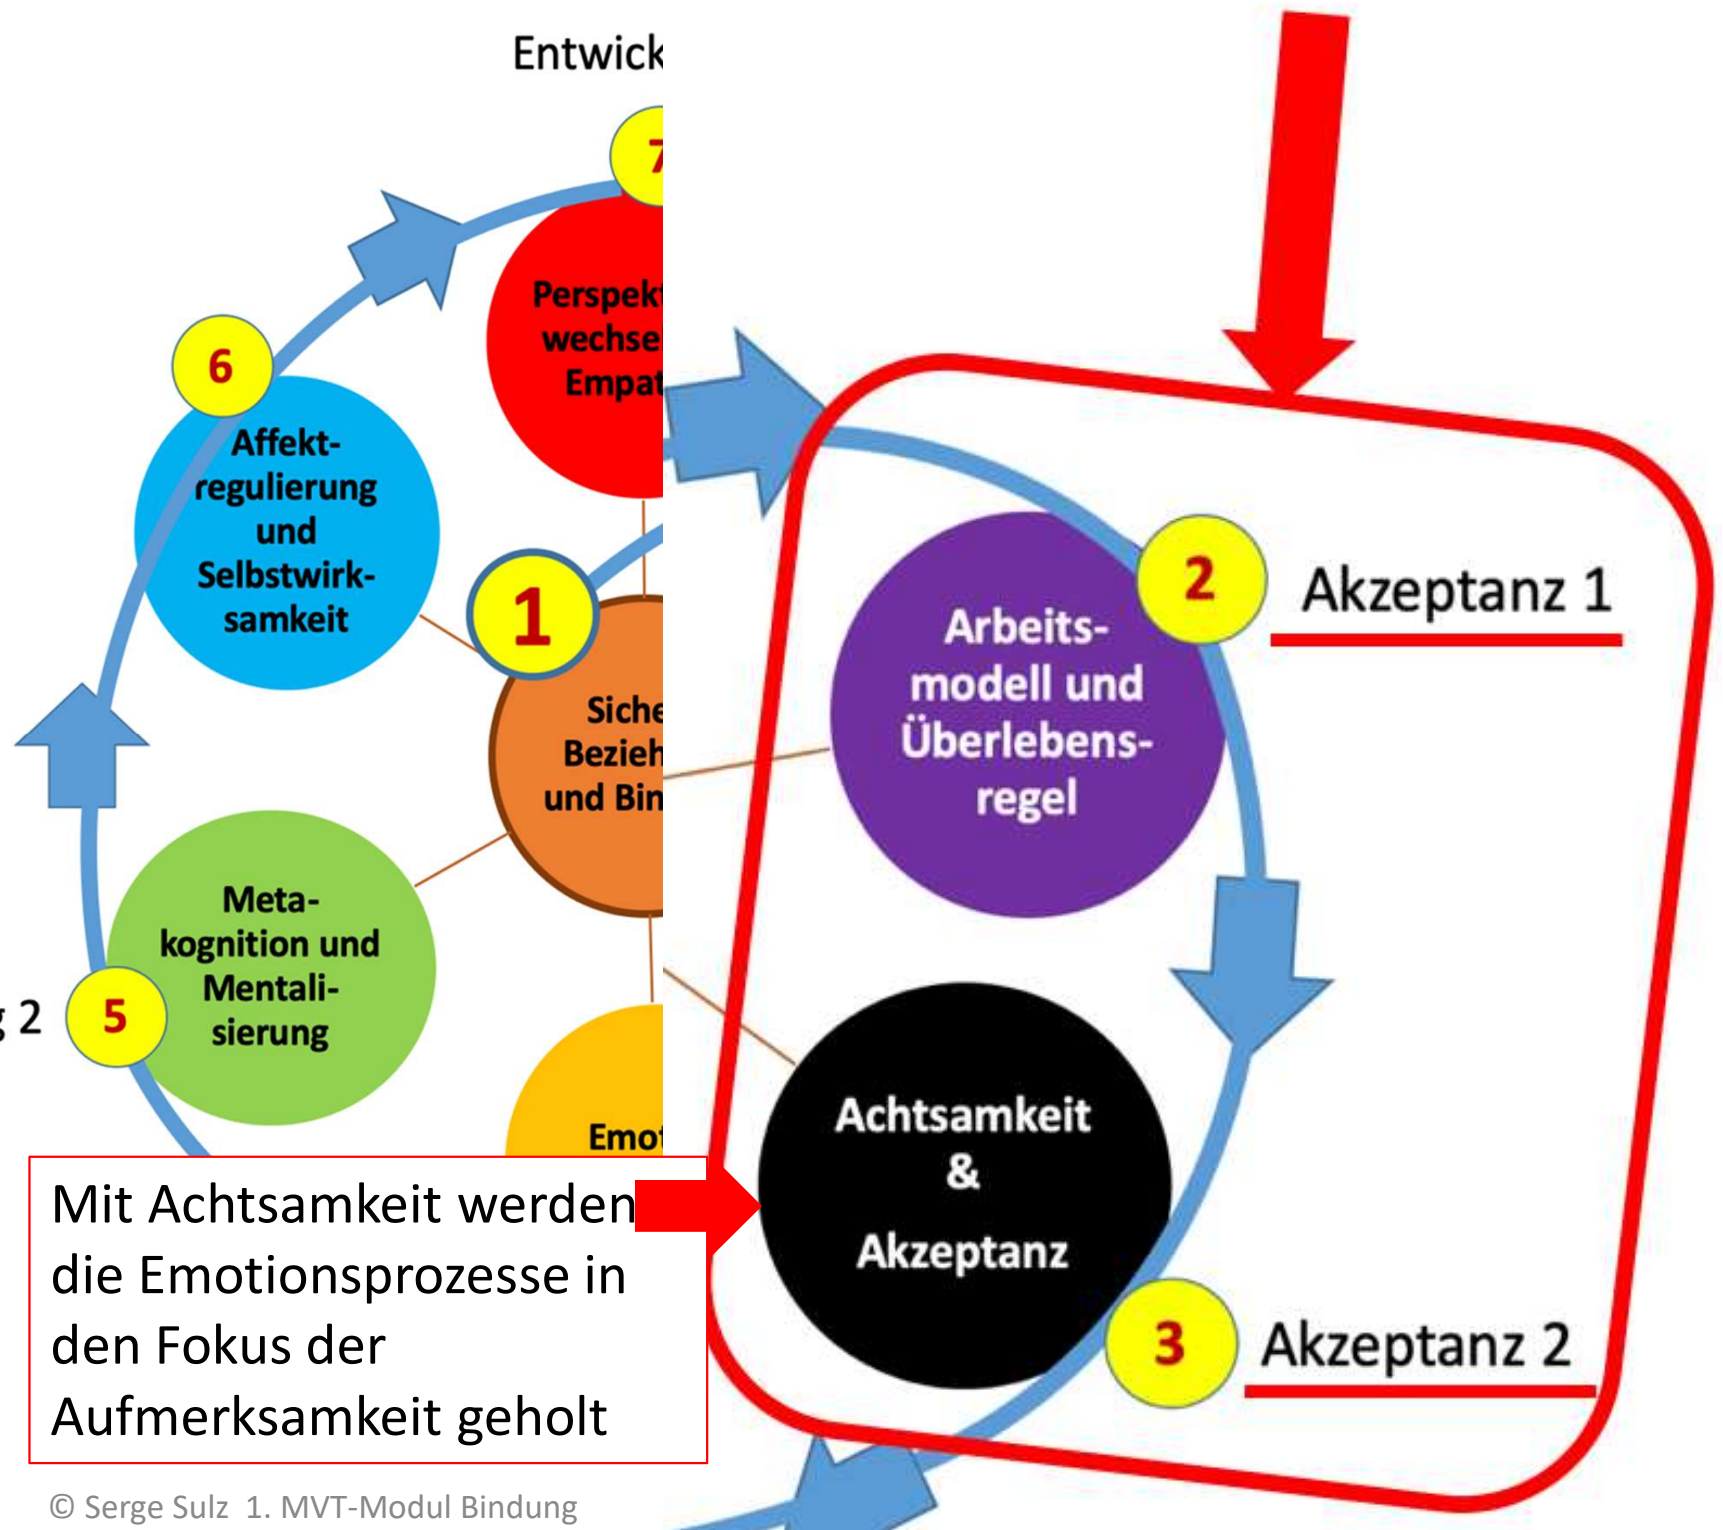 Entwick
7
Perspekt
wechse
Empat
6
Affekt-
regulierung
und
Selbstwirk-
samkeit
1
Siche
Bezieh
und Bin
2
Akzeptanz 1
Arbeits-
modell und
Überlebens-
regel
Meta-
kognition und
Mentali-
sierung
g 2
5
Emot
Achtsamkeit
&
Akzeptanz
3
Akzeptanz 2
Mit Achtsamkeit werden
die Emotionsprozesse in
den Fokus der
Aufmerksamkeit geholt
© Serge Sulz 1. MVT-Modul Bindung